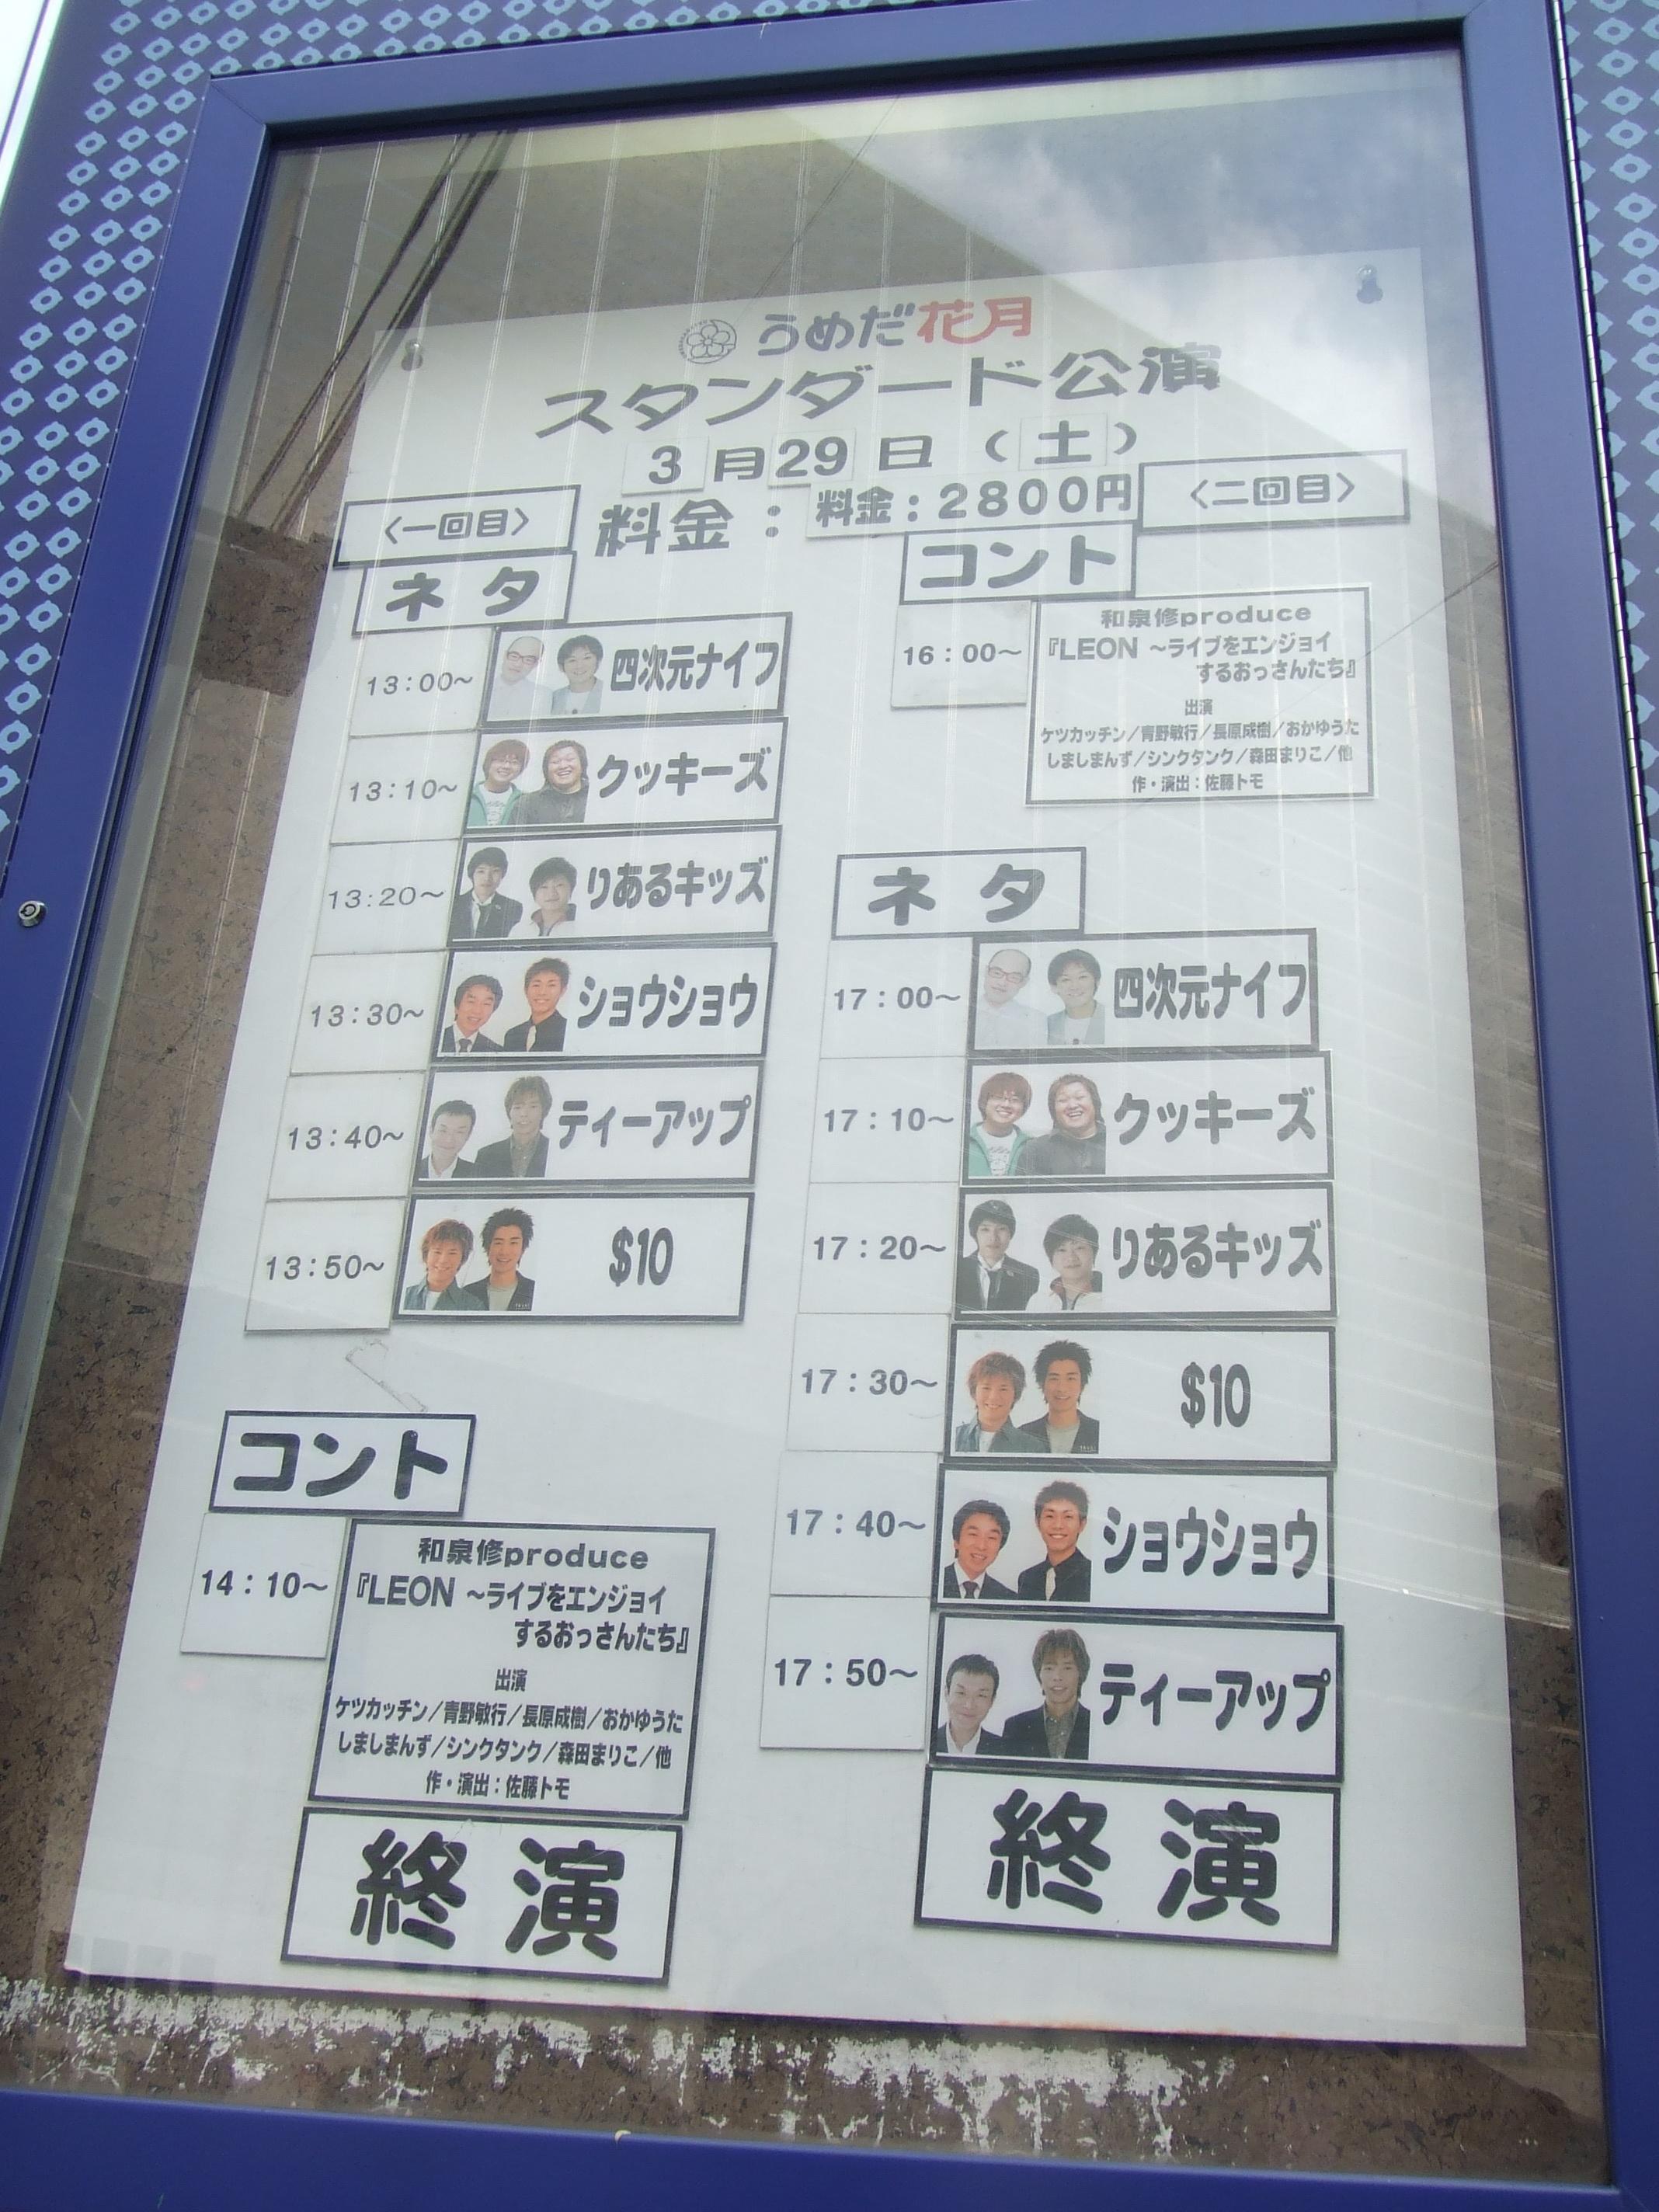 うめだ花月
スタンダード公演
3月29日（土）
料金：料金：2800円
〈一回目〉
ネタ
13:00〜 四次元ナイフ
13:10〜 クッキーズ
13:20〜 りあるキッズ
13:30〜 ショウショウ
13:40〜 ティーアップ
13:50〜 $10
コント
14：10〜
和泉修produce
『LEON 〜ライブをエンジョイ
するおっさんたち』
出演
ケツカッチン／青野敏行／長原成樹／おかゆうた
しましまんず／シンクタンク／森田まりこ／他
作・演出：佐藤トモ
終演
〈二回目〉
コント
16：00〜
和泉修produce
『LEON 〜ライブをエンジョイ
するおっさんたち』
出演
ケツカッチン／青野敏行／長原成樹／おかゆうた
しましまんず／シンクタンク／森田まりこ／他
作・演出：佐藤トモ
ネタ
17：00〜 四次元ナイフ
17：10〜 クッキーズ
17：20〜 りあるキッズ
17：30〜 $10
17：40〜 ショウショウ
17：50〜 ティーアップ
終演